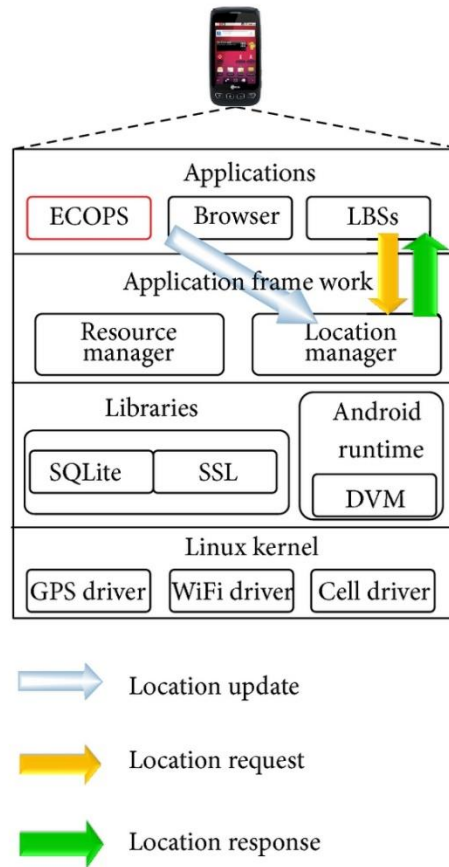 Applications
ECOPS
Browser
LBSs
Application frame work
Resource
manager
Location
manager
Libraries
Android
runtime
SQLite
SSL
DVM
Linux kernel
GPS driver
WiFi driver
Cell driver
Location update
Location request
Location response